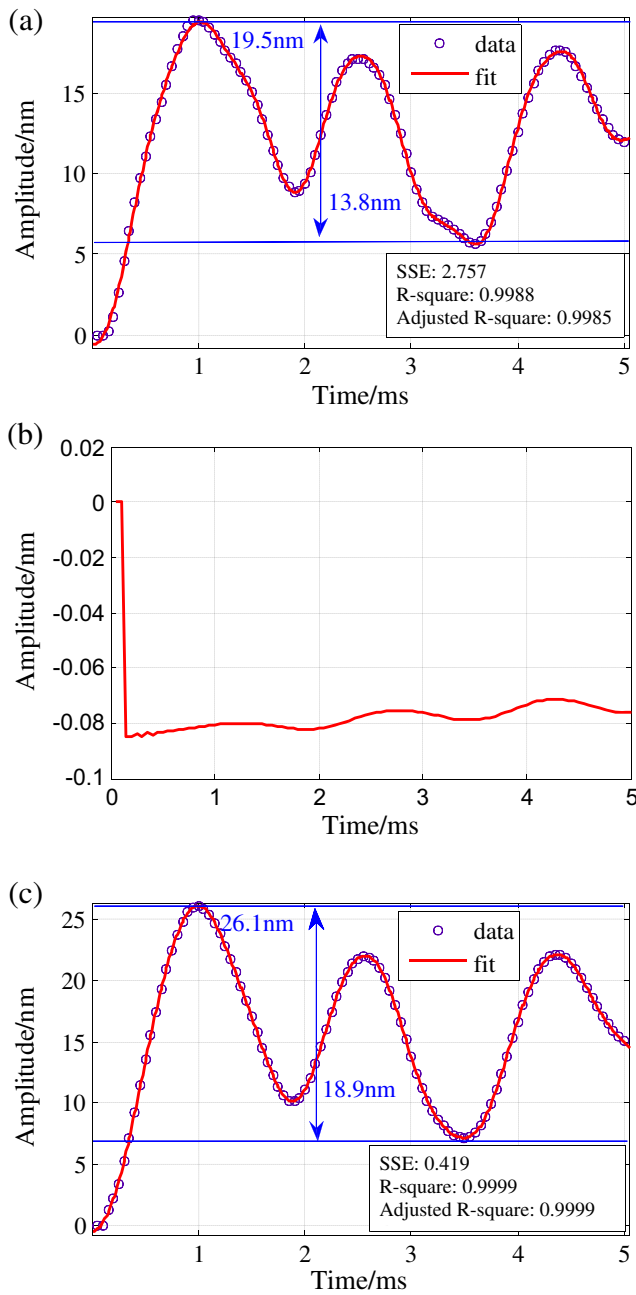 (a)
Amplitude/nm
15
10
5
0
19.5nm
13.8nm
data
fit
SSE: 2.757
R-square: 0.9988
Adjusted R-square: 0.9985
1 2 3 4 5
Time/ms
(b)
Amplitude/nm
0.02
0
-0.02
-0.04
-0.06
-0.08
-0.1
0 1 2 3 4 5
Time/ms
(c)
Amplitude/nm
25
20
15
10
5
0
26.1nm
18.9nm
data
fit
SSE: 0.419
R-square: 0.9999
Adjusted R-square: 0.9999
1 2 3 4 5
Time/ms